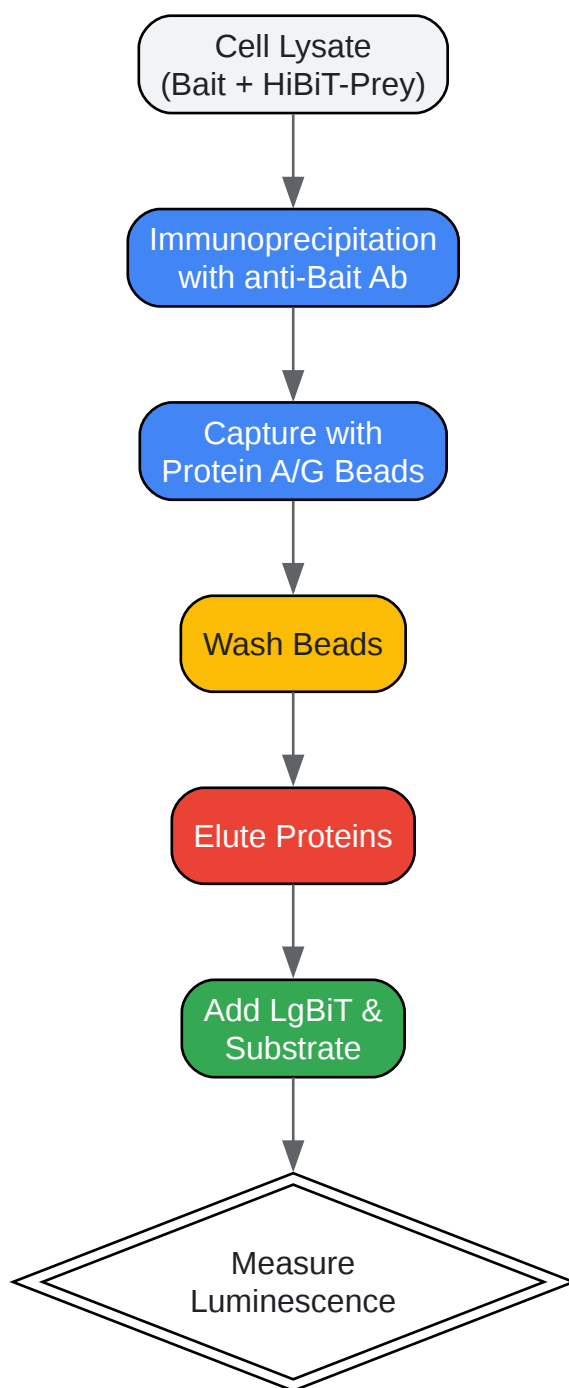 Cell Lysate
(Bait + HiBiT-Prey)
Immunoprecipitation
with anti-Bait Ab
Capture with
Protein A/G Beads
Wash Beads
Elute Proteins
Add LgBiT &
Substrate
Measure
Luminescence